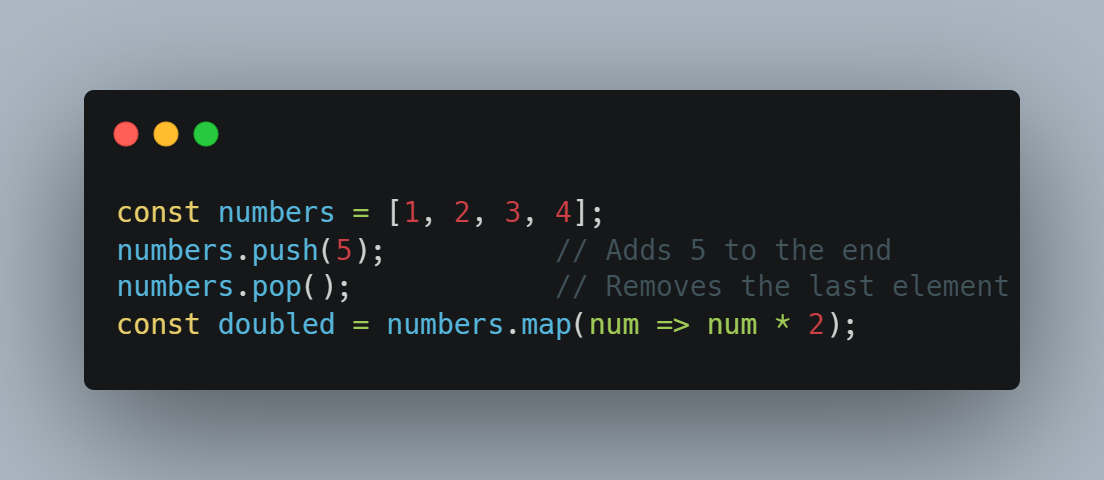 const numbers = [1, 2, 3, 4];
numbers.push(5);          // Adds 5 to the end
numbers.pop();            // Removes the last element
const doubled = numbers.map(num => num * 2);